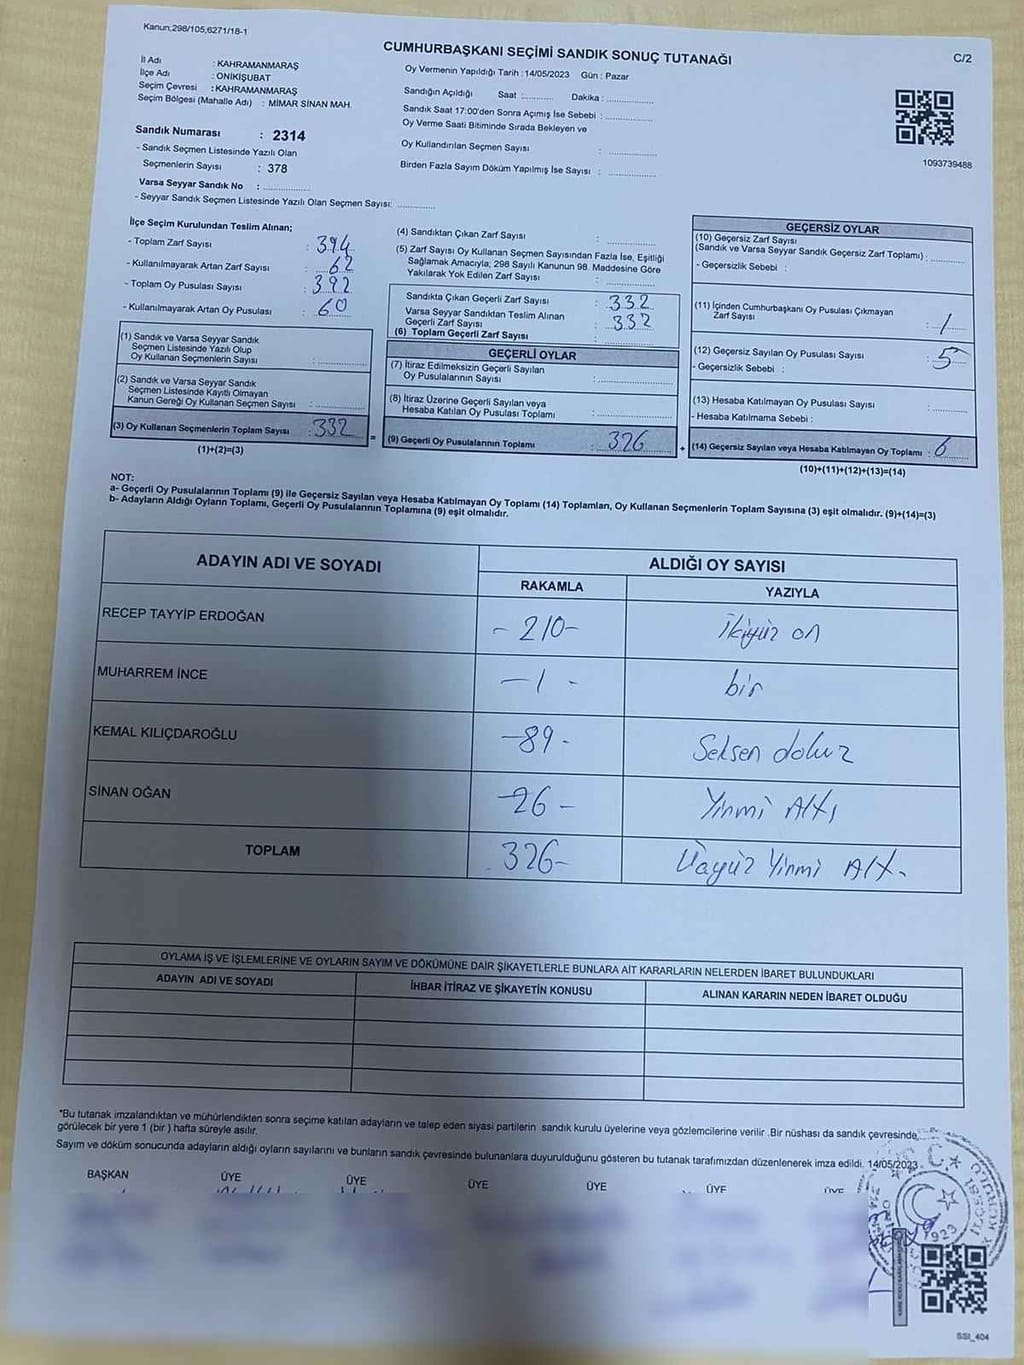 Kanun,298/105,6271/18-1
CUMHURBAŞKANI SEÇİMİ SANDIK SONUÇ TUTANAĞI
C/2
İl Adı : KAHRAMANMARAŞ
İlçe Adı : ONİKİŞUBAT
Seçim Çevresi : KAHRAMANMARAŞ
Seçim Bölgesi (Mahalle Adı) : MİMAR SİNAN MAH.
Sandık Numarası : 2314
- Sandık Seçmen Listesinde Yazılı Olan
Seçmenlerin Sayısı : 378
Varsa Seyyar Sandık No : ............
- Seyyar Sandık Seçmen Listesinde Yazılı Olan Seçmen Sayısı: ............
Oy Vermenin Yapıldığı Tarih : 14/05/2023 Gün : Pazar
Sandığın Açıldığı Saat :.......... Dakika : ..............
Sandık Saat 17:00'den Sonra Açımış İse Sebebi : ..............
Oy Verme Saati Bitiminde Sırada Bekleyen ve
Oy Kullandırılan Seçmen Sayısı : ..............
Birden Fazla Sayım Döküm Yapılmış İse Sayısı : ..............
1093739488
İlçe Seçim Kurulundan Teslim Alınan;
- Toplam Zarf Sayısı : 394
- Kullanılmayarak Artan Zarf Sayısı : 62
- Toplam Oy Pusulası Sayısı : 392
- Kullanılmayarak Artan Oy Pusulası : 60
(1) Sandık ve Varsa Seyyar Sandık
Seçmen Listesinde Yazılı Olup
Oy Kullanan Seçmenlerin Sayısı : ..............
(2) Sandık ve Varsa Seyyar Sandık
Seçmen Listesinde Kayıtlı Olmayan
Kanun Gereği Oy Kullanan Seçmen Sayısı : ..............
(3) Oy Kullanan Seçmenlerin Toplam Sayısı : 332
(1)+(2)=(3)
=
(4) Sandıktan Çıkan Zarf Sayısı : ..............
(5) Zarf Sayısı Oy Kullanan Seçmen Sayısından Fazla İse, Eşitliği
Sağlamak Amacıyla; 298 Sayılı Kanunun 98. Maddesine Göre
Yakılarak Yok Edilen Zarf Sayısı : ..............
Sandıkta Çıkan Geçerli Zarf Sayısı : 332
Varsa Seyyar Sandıktan Teslim Alınan
Geçerli Zarf Sayısı : 332
(6) Toplam Geçerli Zarf Sayısı : ..............
GEÇERLİ OYLAR
(7) İtiraz Edilmeksizin Geçerli Sayılan
Oy Pusulalarının Sayısı : ..............
(8) İtiraz Üzerine Geçerli Sayılan veya
Hesaba Katılan Oy Pusulası Toplamı : ..............
(9) Geçerli Oy Pusulalarının Toplamı : 326
+
GEÇERSİZ OYLAR
(10) Geçersiz Zarf Sayısı
(Sandık ve Varsa Seyyar Sandık Geçersiz Zarf Toplamı) : ..............
- Geçersizlik Sebebi :
(11) İçinden Cumhurbaşkanı Oy Pusulası Çıkmayan
Zarf Sayısı : 1
(12) Geçersiz Sayılan Oy Pusulası Sayısı : 5
- Geçersizlik Sebebi :
(13) Hesaba Katılmayan Oy Pusulası Sayısı : ..............
- Hesaba Katılmama Sebebi :
(14) Geçersiz Sayılan veya Hesaba Katılmayan Oy Toplamı : 6
(10)+(11)+(12)+(13)=(14)
NOT:
a- Geçerli Oy Pusulalarının Toplamı (9) ile Geçersiz Sayılan veya Hesaba Katılmayan Oy Toplamı (14) Toplamları, Oy Kullanan Seçmenlerin Toplam Sayısına (3) eşit olmalıdır. (9)+(14)=(3)
b- Adayların Aldığı Oyların Toplamı, Geçerli Oy Pusulalarının Toplamına (9) eşit olmalıdır.
ADAYIN ADI VE SOYADI ALDIĞI OY SAYISI
RAKAMLA YAZIYLA
RECEP TAYYİP ERDOĞAN - 210 - ikiyüz on
MUHARREM İNCE - 1 - bir
KEMAL KILIÇDAROĞLU - 89 - Seksen dokuz
SİNAN OĞAN - 26 - Yirmi Altı
TOPLAM 326 - Üçyüz Yirmi Altı
OYLAMA İŞ VE İŞLEMLERİNE VE OYLARIN SAYIM VE DÖKÜMÜNE DAİR ŞİKAYETLERLE BUNLARA AİT KARARLARIN NELERDEN İBARET BULUNDUKLARI
ADAYIN ADI VE SOYADI İHBAR İTİRAZ VE ŞİKAYETİN KONUSU ALINAN KARARIN NEDEN İBARET OLDUĞU
*Bu tutanak imzalandıktan ve mühürlendikten sonra seçime katılan adayların ve talep eden siyasi partilerin sandık kurulu üyelerine veya gözlemcilerine verilir .Bir nüshası da sandık çevresinde,
görülecek bir yere 1 (bir ) hafta süreyle asılır.
Sayım ve döküm sonucunda adayların aldığı oyların sayılarını ve bunların sandık çevresinde bulunanlara duyurulduğunu gösteren bu tutanak tarafımızdan düzenlenerek imza edildi. 14/05/2023
BAŞKAN ÜYE ÜYE ÜYE ÜYE ÜYE ÜYE
1923
SSI_404